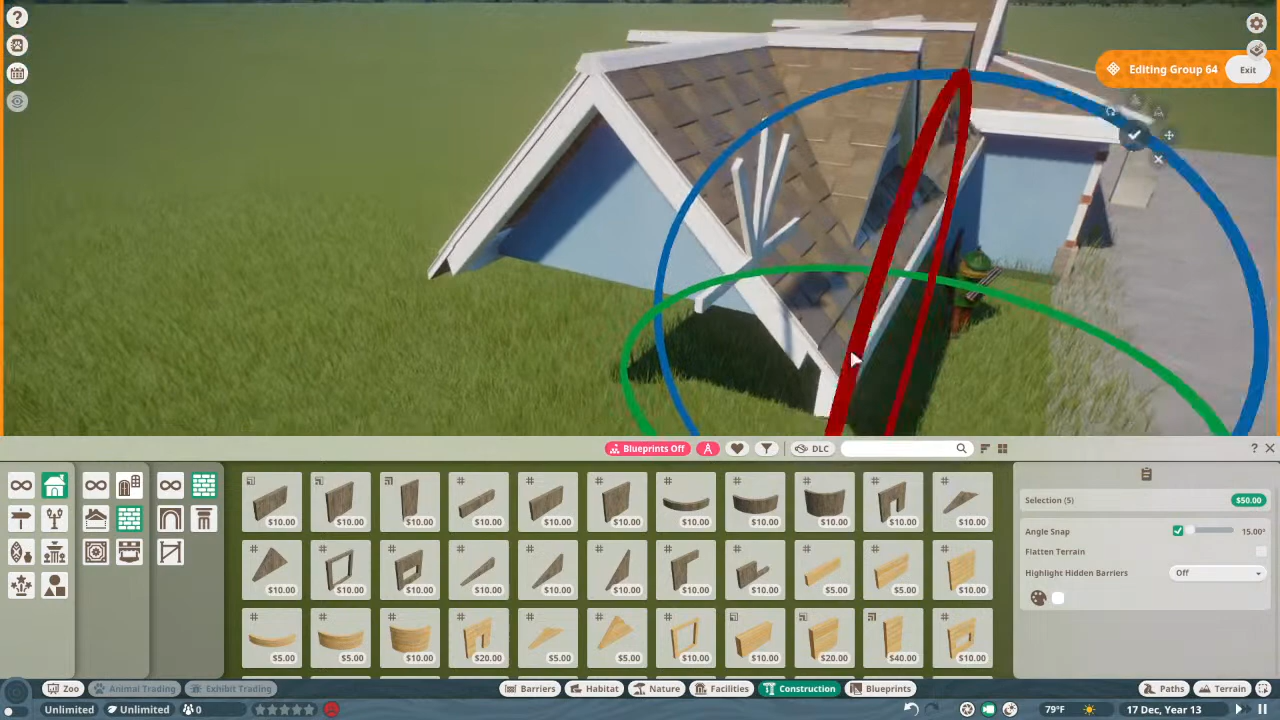 ?
Editing Group 64
Exit
Blueprints Off
DLC
?
$10.00 $10.00 $10.00 $10.00 $10.00 $10.00 $10.00 $10.00 $10.00 $10.00 $10.00
Selection (5)
$50.00
Angle Snap
15.00°
Flatten Terrain
Highlight Hidden Barriers
Off
$10.00 $10.00 $10.00 $10.00 $10.00 $10.00 $10.00 $10.00 $5.00 $5.00 $10.00
$5.00 $5.00 $10.00 $20.00 $5.00 $5.00 $10.00 $10.00 $20.00 $40.00 $10.00
Zoo
Animal Trading
Exhibit Trading
Barriers
Habitat
Nature
Facilities
Construction
Blueprints
Paths
Terrain
Unlimited
Unlimited
0
79°F
17 Dec, Year 13